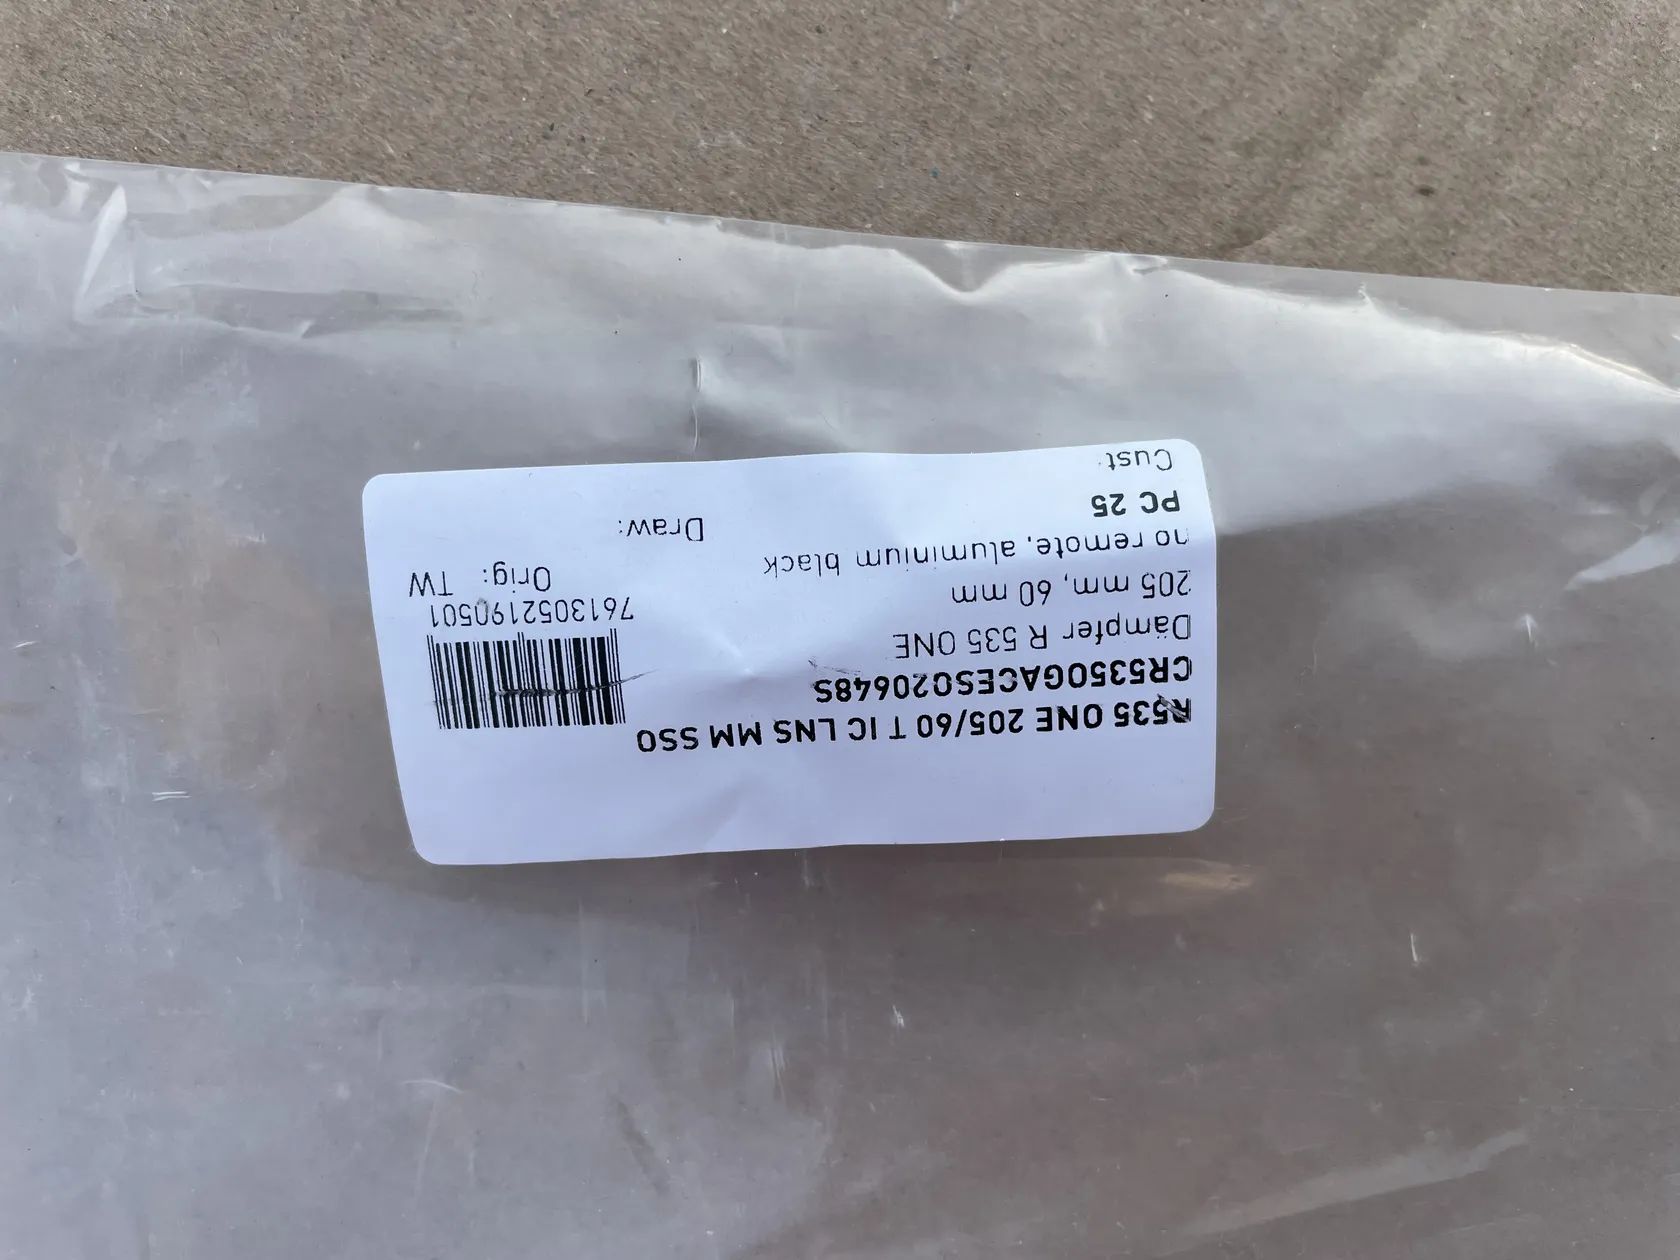 R535 ONE 205/60 T IC LNS MM SSO
CR535OGACESO20648S
Dämpfer R 535 ONE
205 mm, 60 mm
no remote, aluminium black
PC 25
Cust
7613052190501
Orig: TW
Draw: